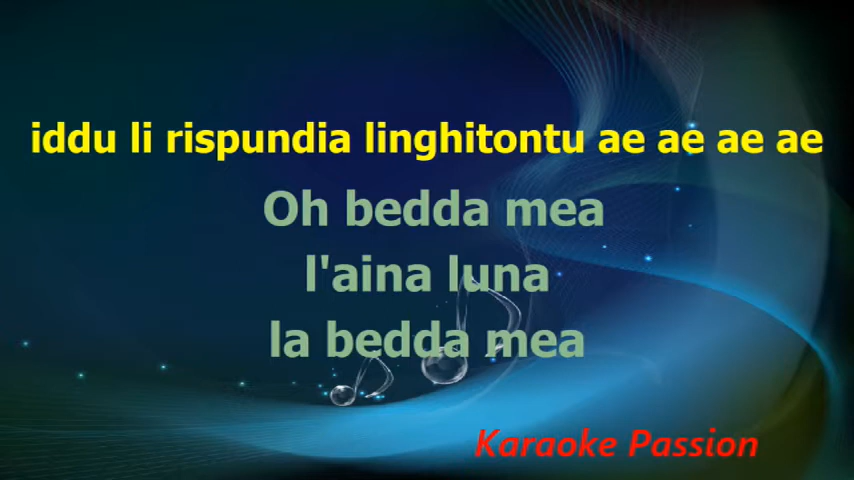 iddu li rispundia linghitontu ae ae ae ae
Oh bedda mea
l'aina luna
la bedda mea
Karaoke Passion